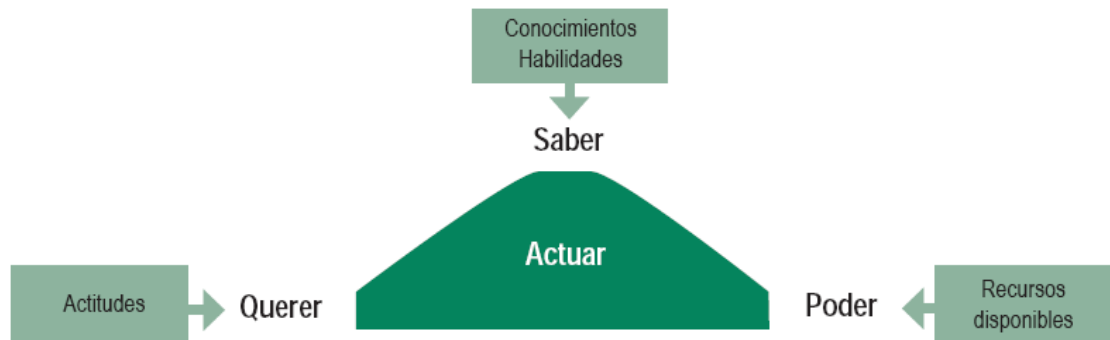 Conocimientos
Habilidades
Saber
Actuar
Actitudes
Querer
Poder
Recursos
disponibles